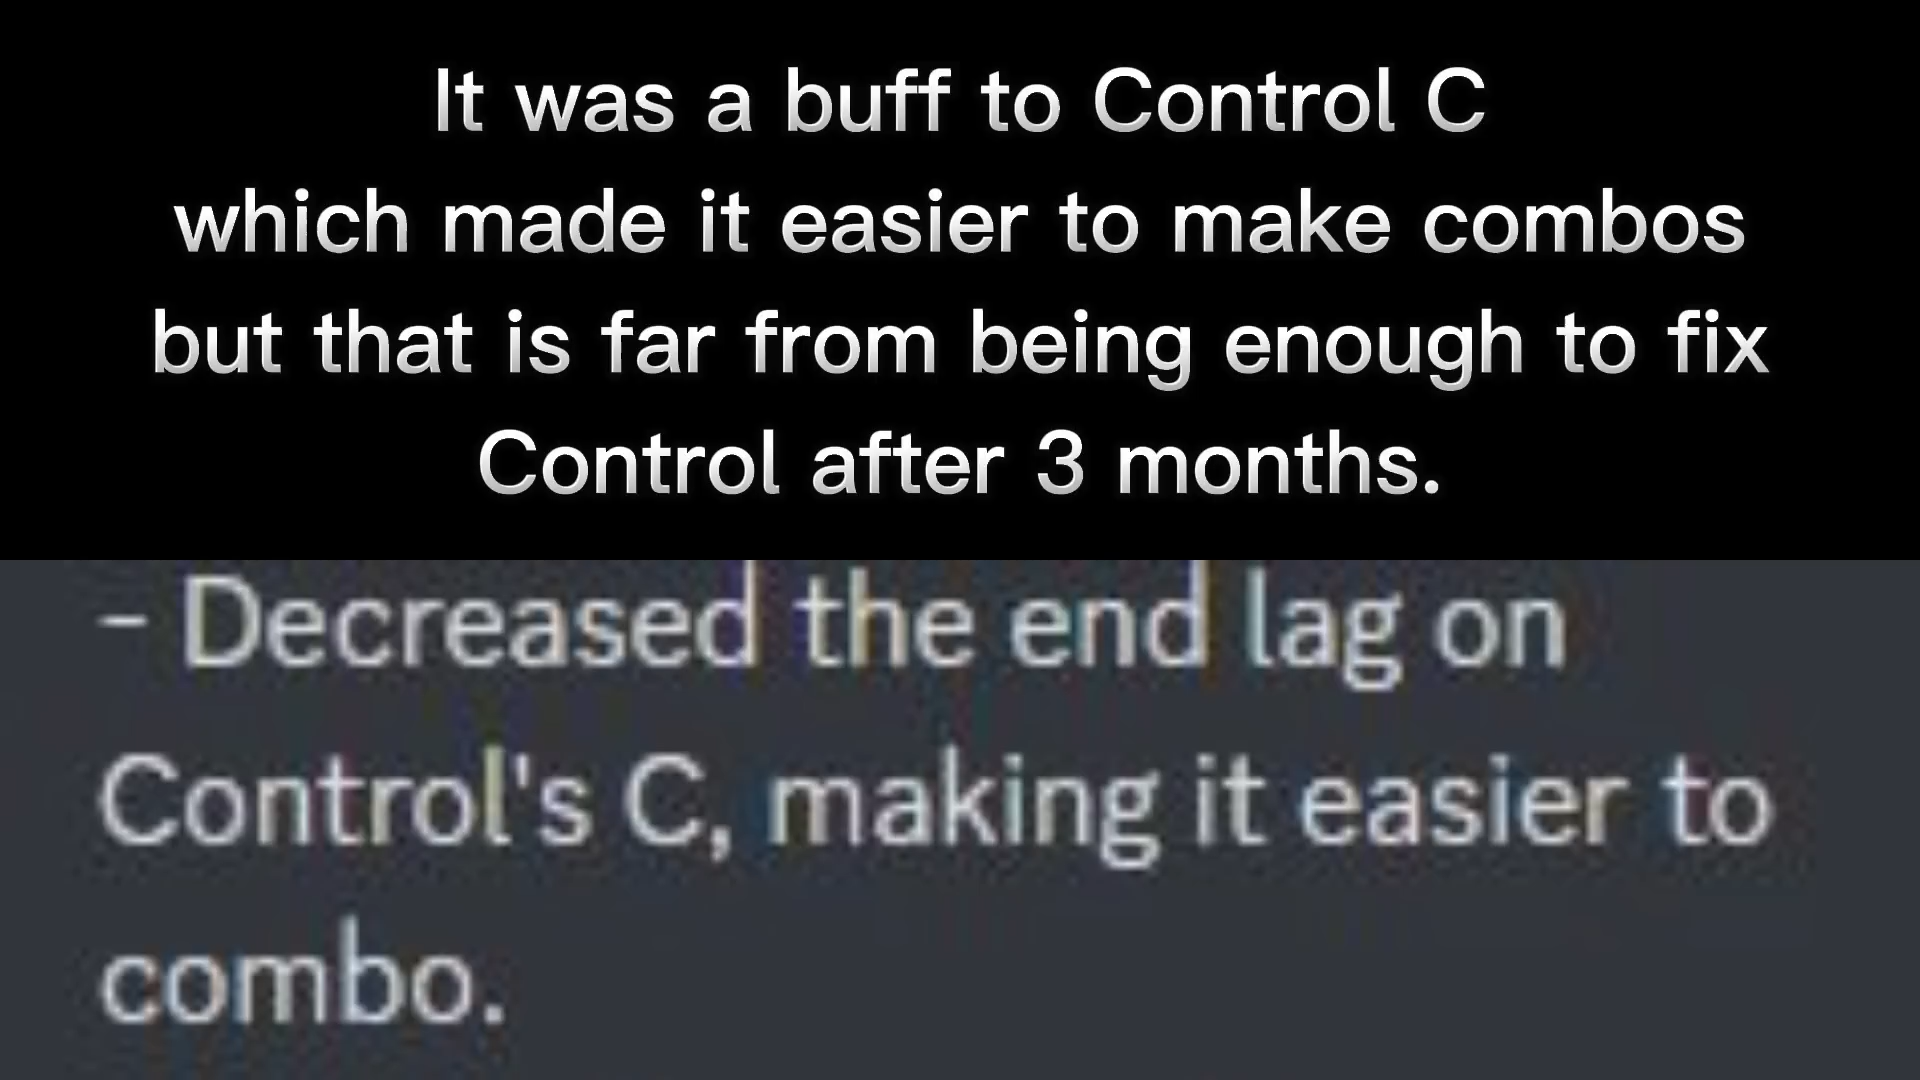 It was a buff to Control C
which made it easier to make combos
but that is far from being enough to fix
Control after 3 months.
- Decreased the end lag on
Control's C, making it easier to
combo.